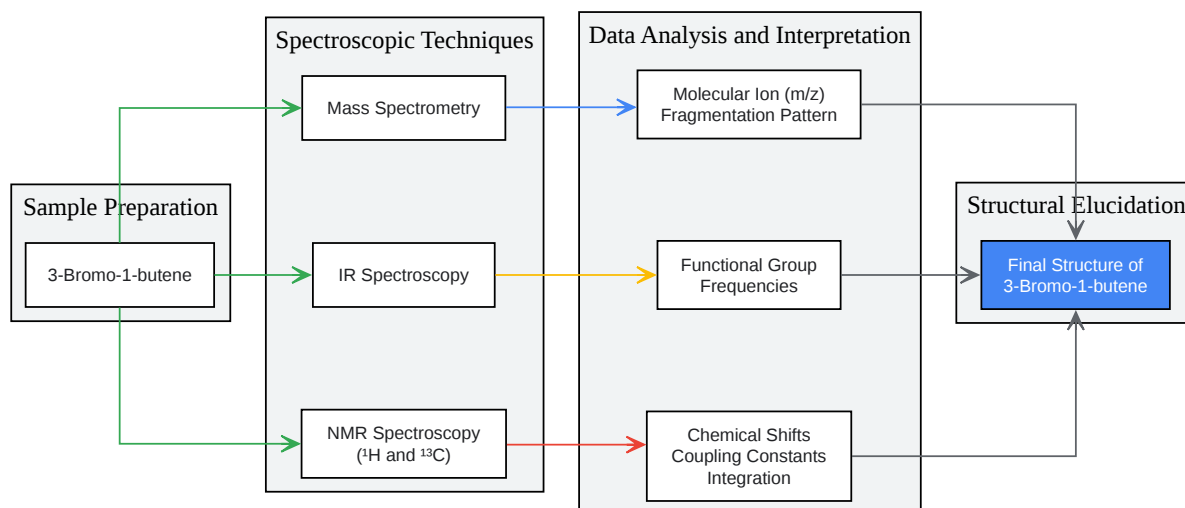 Spectroscopic Techniques
Data Analysis and Interpretation
Mass Spectrometry
Molecular Ion (m/z)
Fragmentation Pattern
Sample Preparation
Structural Elucidation
3-Bromo-1-butene
IR Spectroscopy
Functional Group
Frequencies
Final Structure of
3-Bromo-1-butene
NMR Spectroscopy
(¹H and ¹³C)
Chemical Shifts
Coupling Constants
Integration